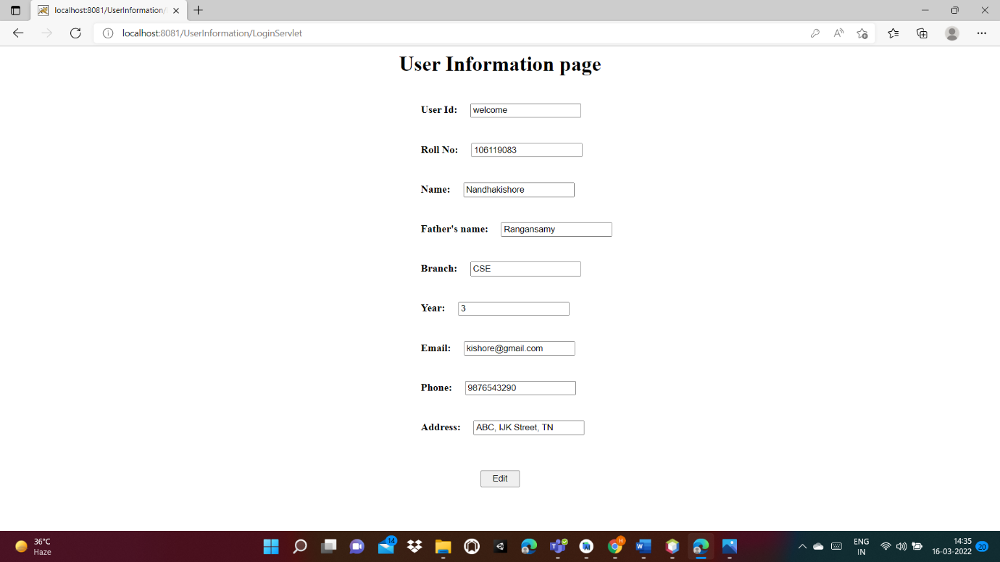 localhost:8081/UserInformation/
localhost:8081/UserInformation/LoginServlet
User Information page
User Id: welcome
Roll No: 106119083
Name: Nandhakishore
Father's name: Rangansamy
Branch: CSE
Year: 3
Email: kishore@gmail.com
Phone: 9876543290
Address: ABC, IJK Street, TN
Edit
36°C
Haze
14
H
ENG
IN
14:35
16-03-2022
20